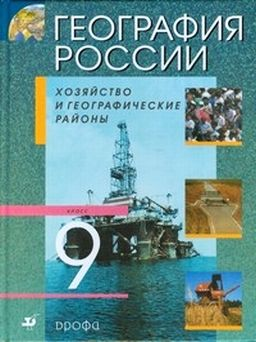 ГЕОГРАФИЯ
РОССИИ
ХОЗЯЙСТВО
И ГЕОГРАФИЧЕСКИЕ
РАЙОНЫ
КЛАСС
9
ДРОФА